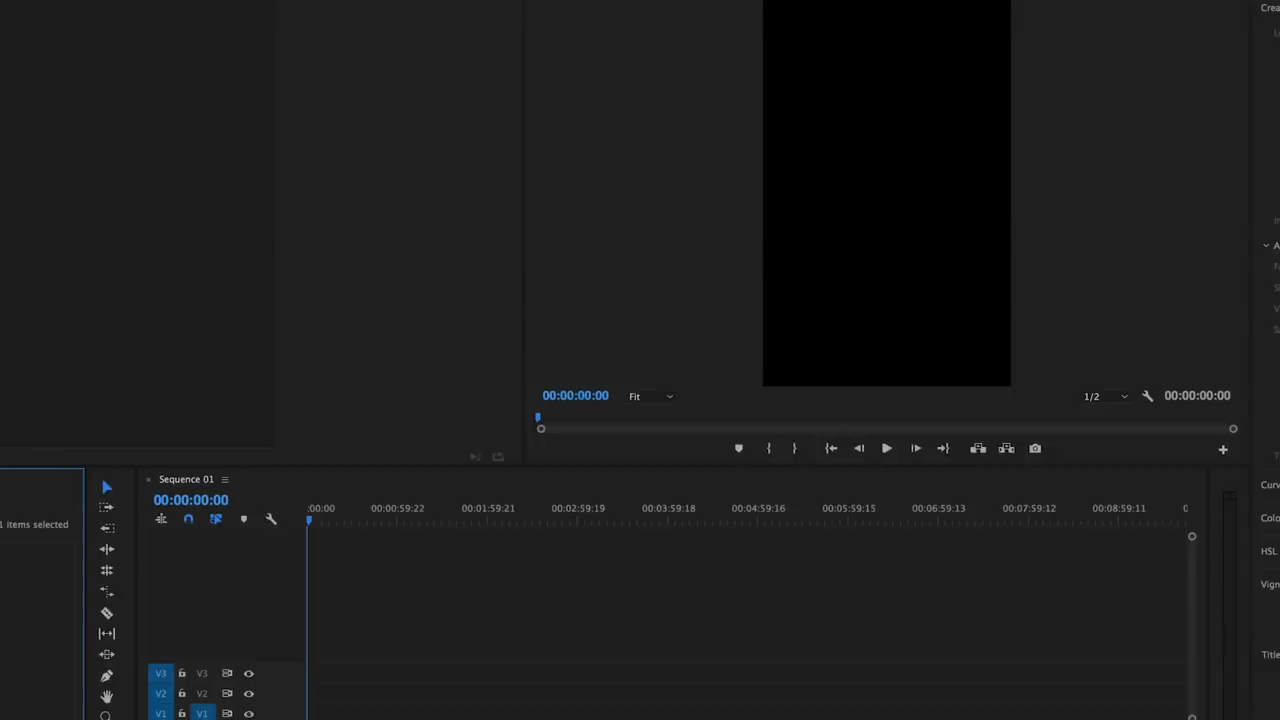 Crea
00:00:00:00
Fit
1/2
00:00:00:00
Sequence 01
00:00:00:00
1 items selected
:00:00
00:00:59:22
00:01:59:21
00:02:59:19
00:03:59:18
00:04:59:16
00:05:59:15
00:06:59:13
00:07:59:12
00:08:59:11
0
Curv
Colo
HSL
Vign
Title
V3
V3
V2
V2
V1
V1